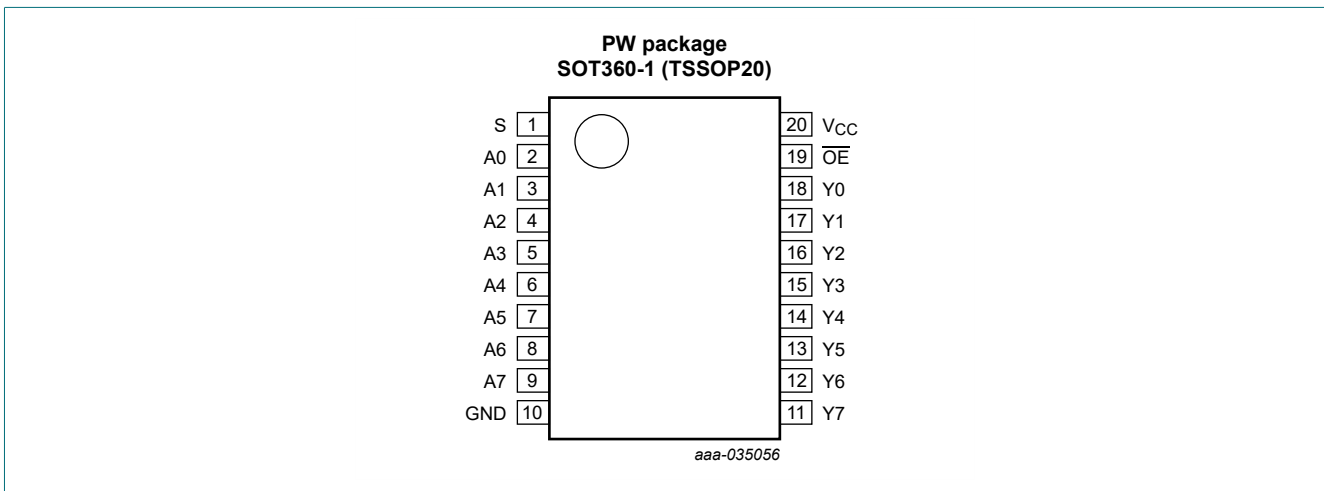 PW package
SOT360-1 (TSSOP20)
S 1 20 VCC
A0 2 19 OE
A1 3 18 Y0
A2 4 17 Y1
A3 5 16 Y2
A4 6 15 Y3
A5 7 14 Y4
A6 8 13 Y5
A7 9 12 Y6
GND 10 11 Y7
aaa-035056